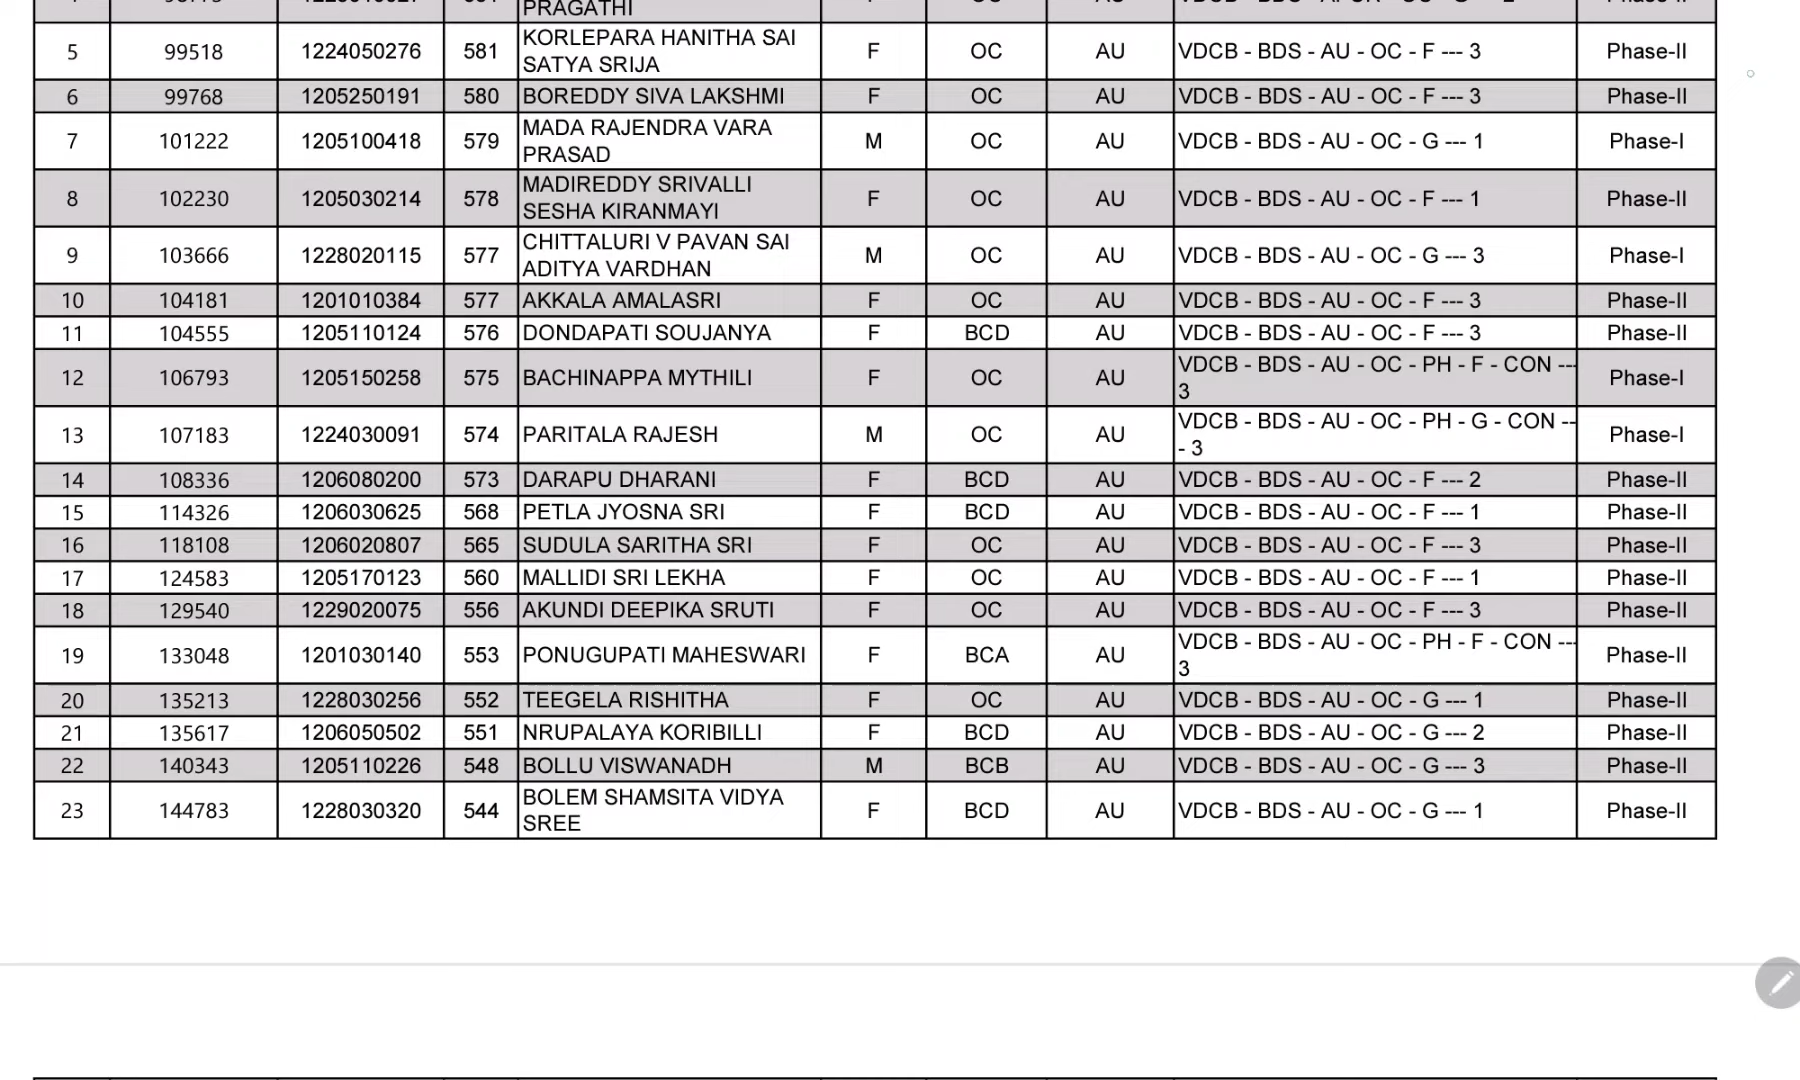 PRAGATHI
5 99518 1224050276 581 KORLEPARA HANITHA SAI SATYA SRIJA F OC AU VDCB - BDS - AU - OC - F --- 3 Phase-II
6 99768 1205250191 580 BOREDDY SIVA LAKSHMI F OC AU VDCB - BDS - AU - OC - F --- 3 Phase-II
7 101222 1205100418 579 MADA RAJENDRA VARA PRASAD M OC AU VDCB - BDS - AU - OC - G --- 1 Phase-I
8 102230 1205030214 578 MADIREDDY SRIVALLI SESHA KIRANMAYI F OC AU VDCB - BDS - AU - OC - F --- 1 Phase-II
9 103666 1228020115 577 CHITTALURI V PAVAN SAI ADITYA VARDHAN M OC AU VDCB - BDS - AU - OC - G --- 3 Phase-I
10 104181 1201010384 577 AKKALA AMALASRI F OC AU VDCB - BDS - AU - OC - F --- 3 Phase-II
11 104555 1205110124 576 DONDAPATI SOUJANYA F BCD AU VDCB - BDS - AU - OC - F --- 3 Phase-II
12 106793 1205150258 575 BACHINAPPA MYTHILI F OC AU VDCB - BDS - AU - OC - PH - F - CON --- 3 Phase-I
13 107183 1224030091 574 PARITALA RAJESH M OC AU VDCB - BDS - AU - OC - PH - G - CON --- 3 Phase-I
14 108336 1206080200 573 DARAPU DHARANI F BCD AU VDCB - BDS - AU - OC - F --- 2 Phase-II
15 114326 1206030625 568 PETLA JYOSNA SRI F BCD AU VDCB - BDS - AU - OC - F --- 1 Phase-II
16 118108 1206020807 565 SUDULA SARITHA SRI F OC AU VDCB - BDS - AU - OC - F --- 3 Phase-II
17 124583 1205170123 560 MALLIDI SRI LEKHA F OC AU VDCB - BDS - AU - OC - F --- 1 Phase-II
18 129540 1229020075 556 AKUNDI DEEPIKA SRUTI F OC AU VDCB - BDS - AU - OC - F --- 3 Phase-II
19 133048 1201030140 553 PONUGUPATI MAHESWARI F BCA AU VDCB - BDS - AU - OC - PH - F - CON --- 3 Phase-II
20 135213 1228030256 552 TEEGELA RISHITHA F OC AU VDCB - BDS - AU - OC - G --- 1 Phase-II
21 135617 1206050502 551 NRUPALAYA KORIBILLI F BCD AU VDCB - BDS - AU - OC - G --- 2 Phase-II
22 140343 1205110226 548 BOLLU VISWANADH M BCB AU VDCB - BDS - AU - OC - G --- 3 Phase-II
23 144783 1228030320 544 BOLEM SHAMSITA VIDYA SREE F BCD AU VDCB - BDS - AU - OC - G --- 1 Phase-II